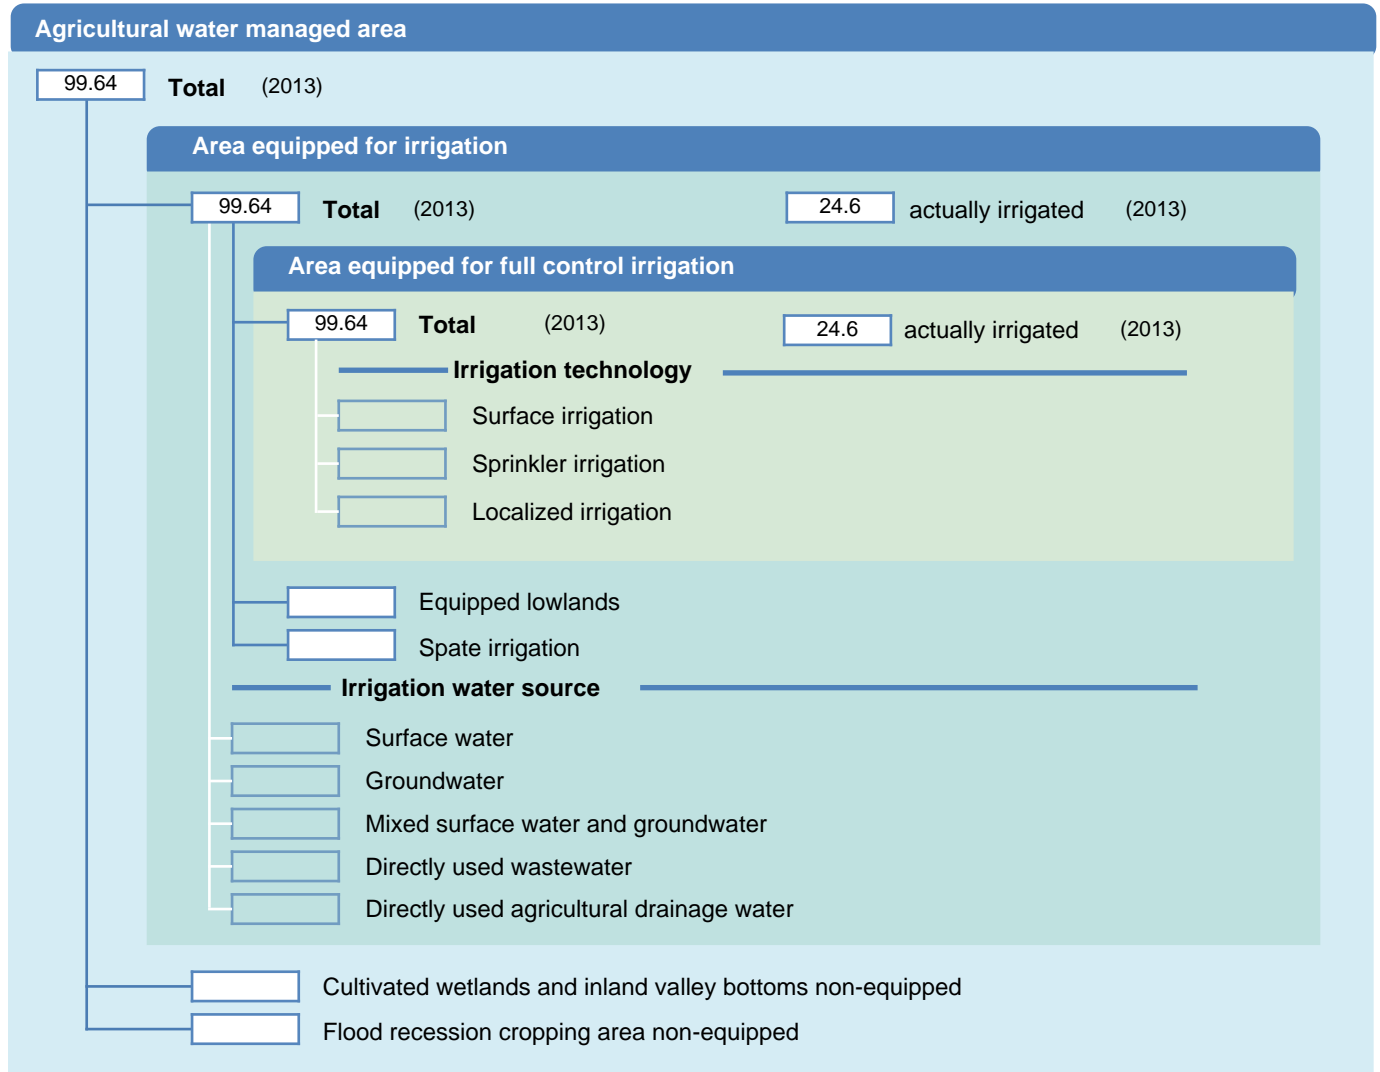 Agricultural water managed area
99.64 Total (2013)
Area equipped for irrigation
99.64 Total (2013) 24.6 actually irrigated (2013)
Area equipped for full control irrigation
99.64 Total (2013) 24.6 actually irrigated (2013)
Irrigation technology
Surface irrigation
Sprinkler irrigation
Localized irrigation
Equipped lowlands
Spate irrigation
Irrigation water source
Surface water
Groundwater
Mixed surface water and groundwater
Directly used wastewater
Directly used agricultural drainage water
Cultivated wetlands and inland valley bottoms non-equipped
Flood recession cropping area non-equipped